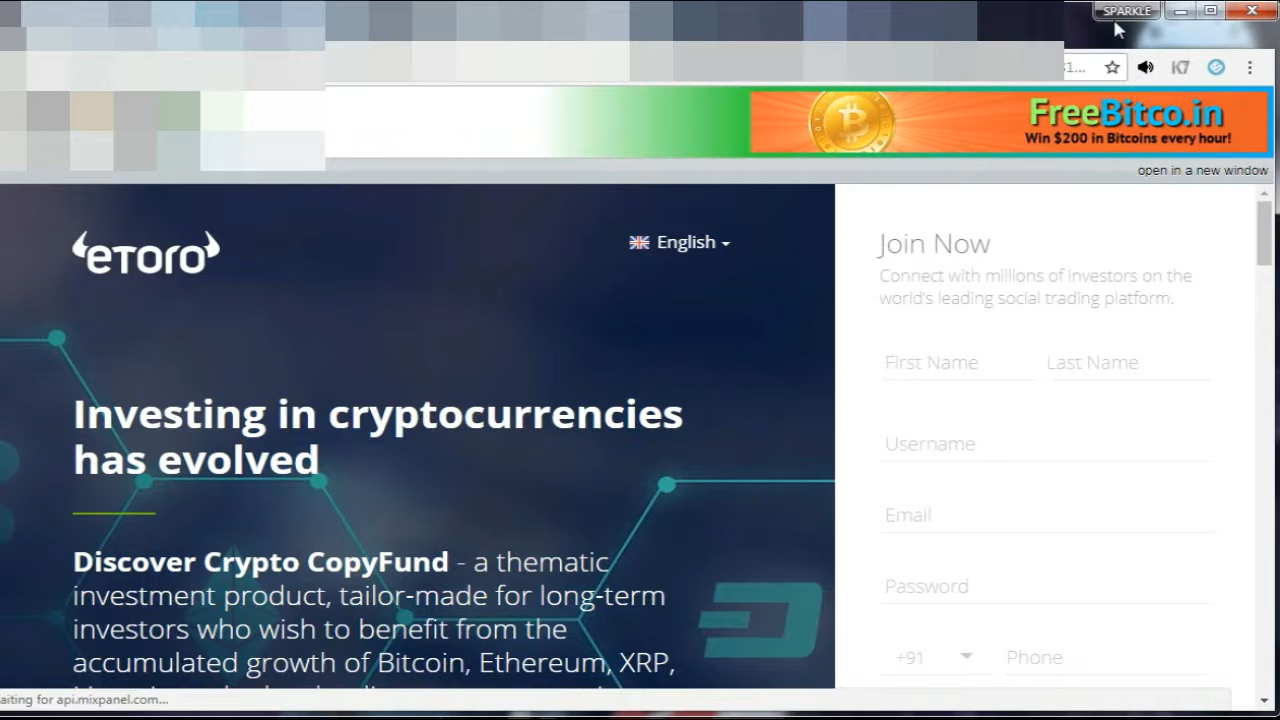 SPARKLE
FreeBitco.in
Win $200 in Bitcoins every hour!
open in a new window
eToro
English
Investing in cryptocurrencies
has evolved
Discover Crypto CopyFund - a thematic
investment product, tailor-made for long-term
investors who wish to benefit from the
accumulated growth of Bitcoin, Ethereum, XRP,
Join Now
Connect with millions of investors on the
world's leading social trading platform.
First Name Last Name
Username
Email
Password
+91 Phone
aiting for api.mixpanel.com...